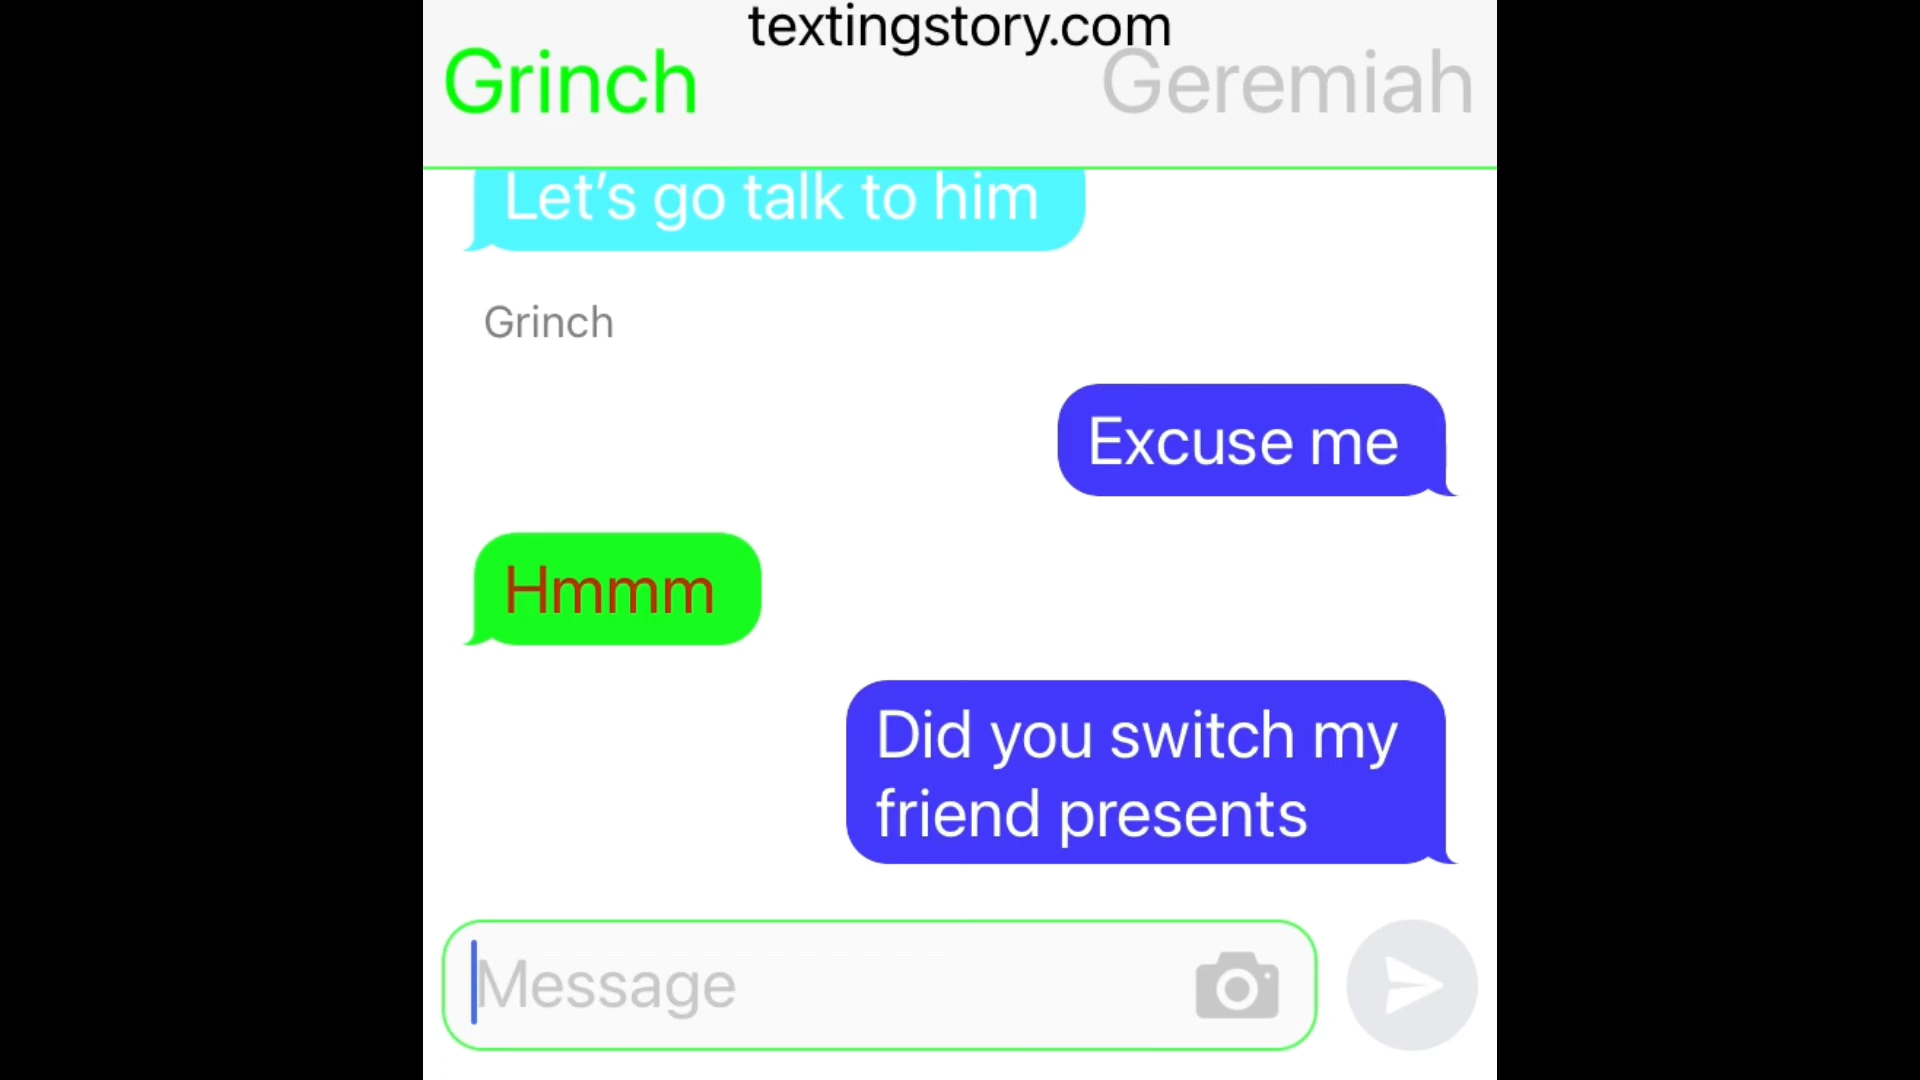 textingstory.com
Grinch
Geremiah
Let’s go talk to him
Grinch
Excuse me
Hmmm
Did you switch my
friend presents
Message